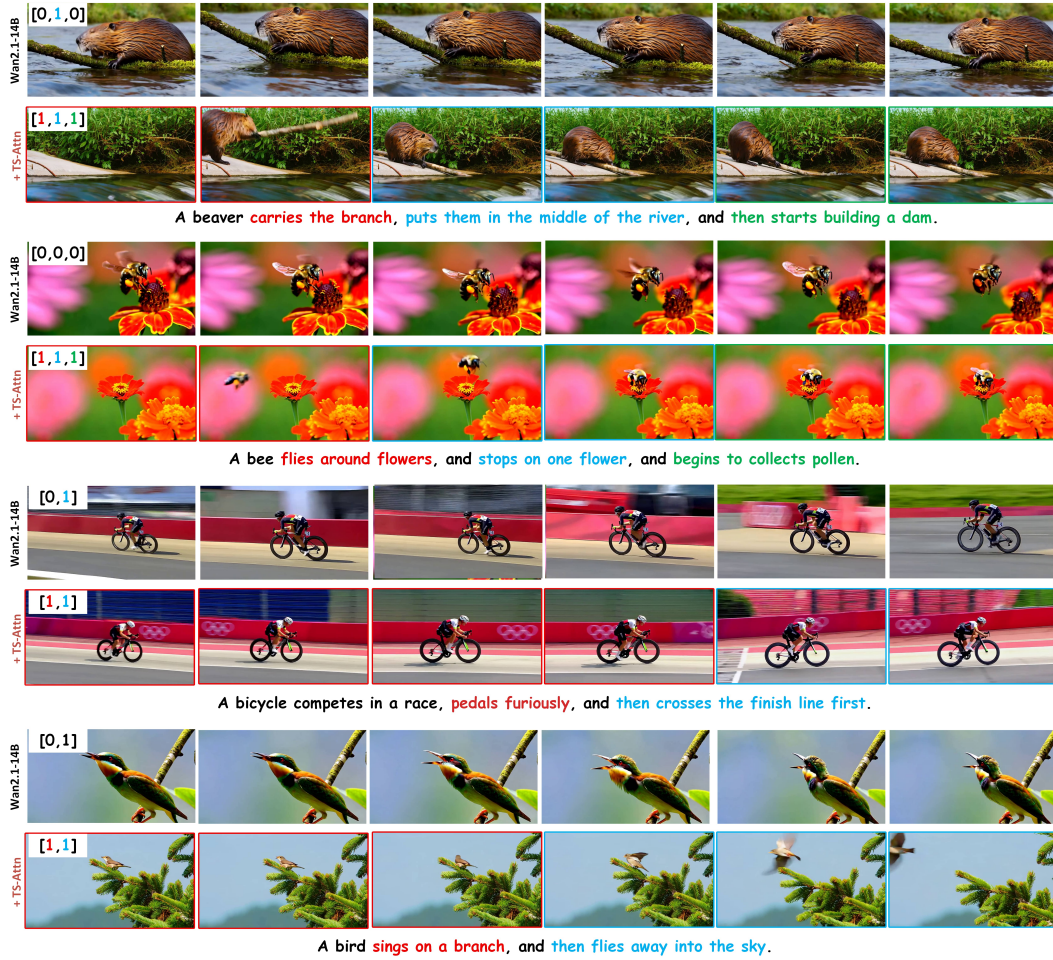 Wan2.1-14B
[0,1,0]
+ TS-Attn
[1,1,1]
A beaver carries the branch, puts them in the middle of the river, and then starts building a dam.
Wan2.1-14B
[0,0,0]
+ TS-Attn
[1,1,1]
A bee flies around flowers, and stops on one flower, and begins to collects pollen.
Wan2.1-14B
[0,1]
+ TS-Attn
[1,1]
A bicycle competes in a race, pedals furiously, and then crosses the finish line first.
Wan2.1-14B
[0,1]
+ TS-Attn
[1,1]
A bird sings on a branch, and then flies away into the sky.